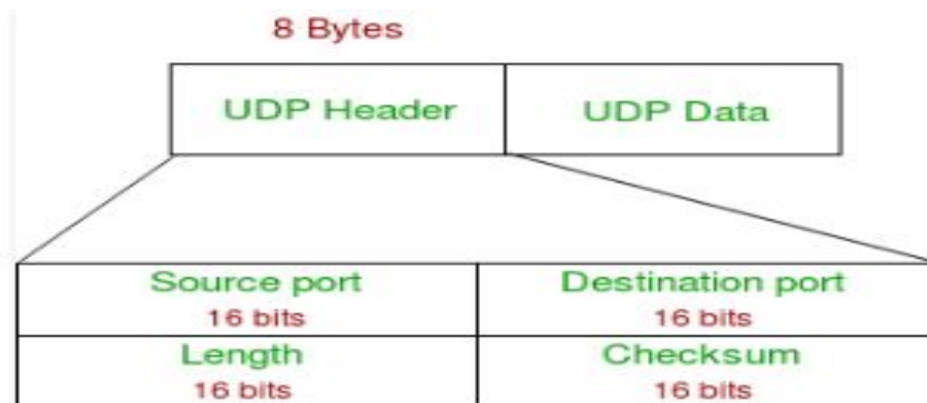 8 Bytes
UDP Header UDP Data
Source port Destination port
16 bits 16 bits
Length Checksum
16 bits 16 bits